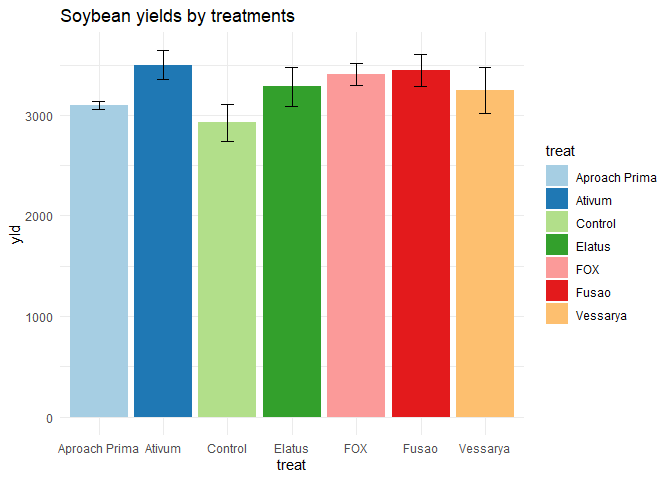 Soybean yields by treatments
yld
3000
2000
1000
0
Aproach Prima Ativum Control Elatus FOX Fusao Vessarya
treat
treat
Aproach Prima
Ativum
Control
Elatus
FOX
Fusao
Vessarya